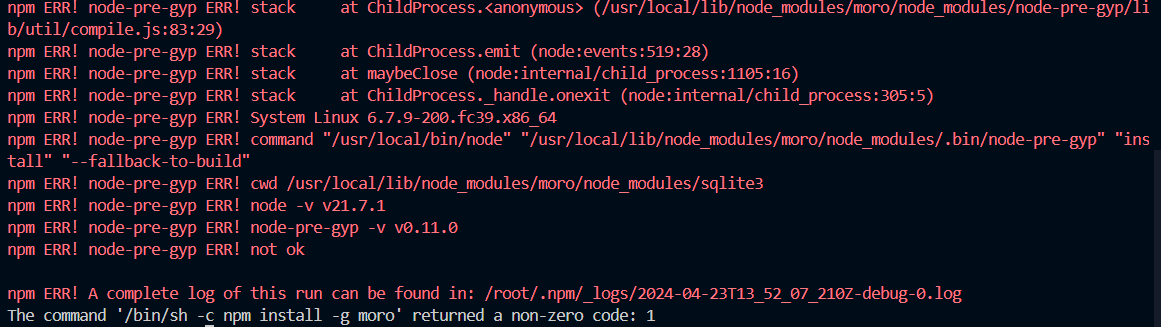 npm ERR! node-pre-gyp ERR! stack     at ChildProcess.<anonymous> (/usr/local/lib/node_modules/moro/node_modules/node-pre-gyp/li
b/util/compile.js:83:29)
npm ERR! node-pre-gyp ERR! stack     at ChildProcess.emit (node:events:519:28)
npm ERR! node-pre-gyp ERR! stack     at maybeClose (node:internal/child_process:1105:16)
npm ERR! node-pre-gyp ERR! stack     at ChildProcess._handle.onexit (node:internal/child_process:305:5)
npm ERR! node-pre-gyp ERR! System Linux 6.7.9-200.fc39.x86_64
npm ERR! node-pre-gyp ERR! command "/usr/local/bin/node" "/usr/local/lib/node_modules/moro/node_modules/.bin/node-pre-gyp" "ins
tall" "--fallback-to-build"
npm ERR! node-pre-gyp ERR! cwd /usr/local/lib/node_modules/moro/node_modules/sqlite3
npm ERR! node-pre-gyp ERR! node -v v21.7.1
npm ERR! node-pre-gyp ERR! node-pre-gyp -v v0.11.0
npm ERR! node-pre-gyp ERR! not ok

npm ERR! A complete log of this run can be found in: /root/.npm/_logs/2024-04-23T13_52_07_210Z-debug-0.log
The command '/bin/sh -c npm install -g moro' returned a non-zero code: 1